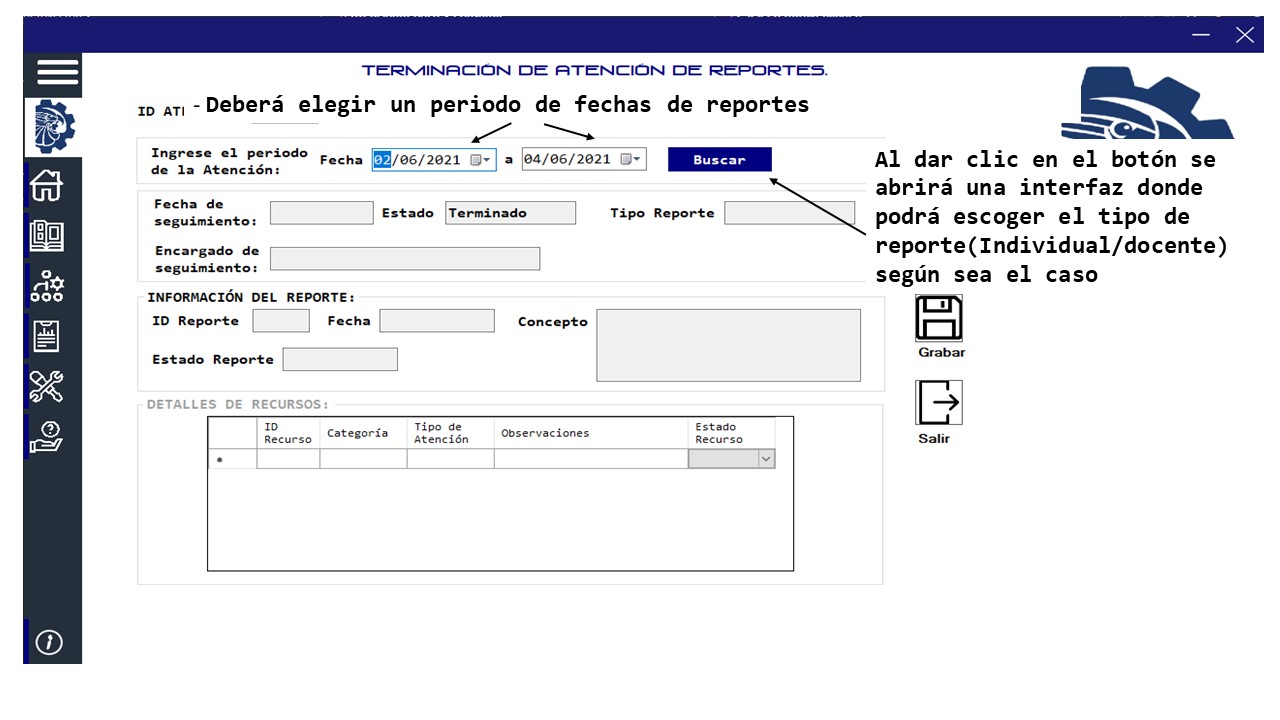 TERMINACIÓN DE ATENCIÓN DE REPORTES.
ID ATI
- Deberá elegir un periodo de fechas de reportes
Ingrese el periodo
de la Atención:
Fecha 02/06/2021 a 04/06/2021 Buscar
Al dar clic en el botón se
abrirá una interfaz donde
podrá escoger el tipo de
reporte(Individual/docente)
según sea el caso
Fecha de
seguimiento:
Estado Terminado Tipo Reporte
Encargado de
seguimiento:
INFORMACIÓN DEL REPORTE:
ID Reporte Fecha Concepto
Estado Reporte
Grabar
Salir
DETALLES DE RECURSOS:
ID
Recurso
Categoría
Tipo de
Atención
Observaciones
Estado
Recurso